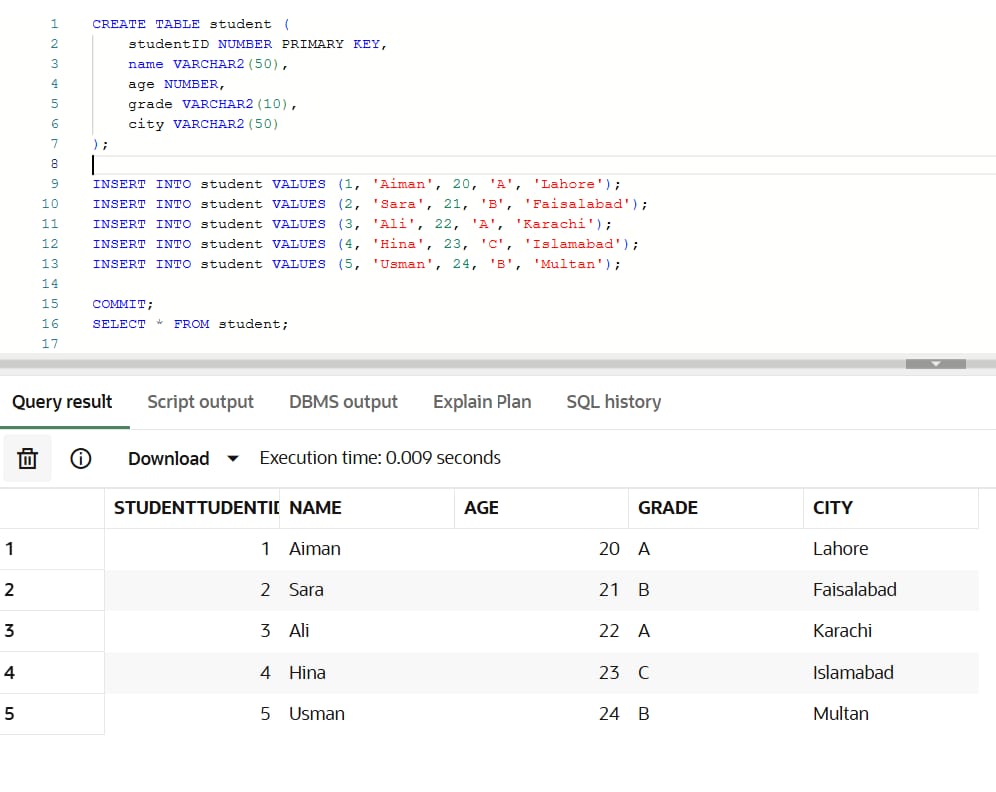 1 CREATE TABLE student (
2 studentID NUMBER PRIMARY KEY,
3 name VARCHAR2(50),
4 age NUMBER,
5 grade VARCHAR2(10),
6 city VARCHAR2(50)
7 );
8
9 INSERT INTO student VALUES (1, 'Aiman', 20, 'A', 'Lahore');
10 INSERT INTO student VALUES (2, 'Sara', 21, 'B', 'Faisalabad');
11 INSERT INTO student VALUES (3, 'Ali', 22, 'A', 'Karachi');
12 INSERT INTO student VALUES (4, 'Hina', 23, 'C', 'Islamabad');
13 INSERT INTO student VALUES (5, 'Usman', 24, 'B', 'Multan');
14
15 COMMIT;
16 SELECT * FROM student;
17
Query result Script output DBMS output Explain Plan SQL history
Download Execution time: 0.009 seconds
STUDENTTUDENTID NAME AGE GRADE CITY
1 1 Aiman 20 A Lahore
2 2 Sara 21 B Faisalabad
3 3 Ali 22 A Karachi
4 4 Hina 23 C Islamabad
5 5 Usman 24 B Multan